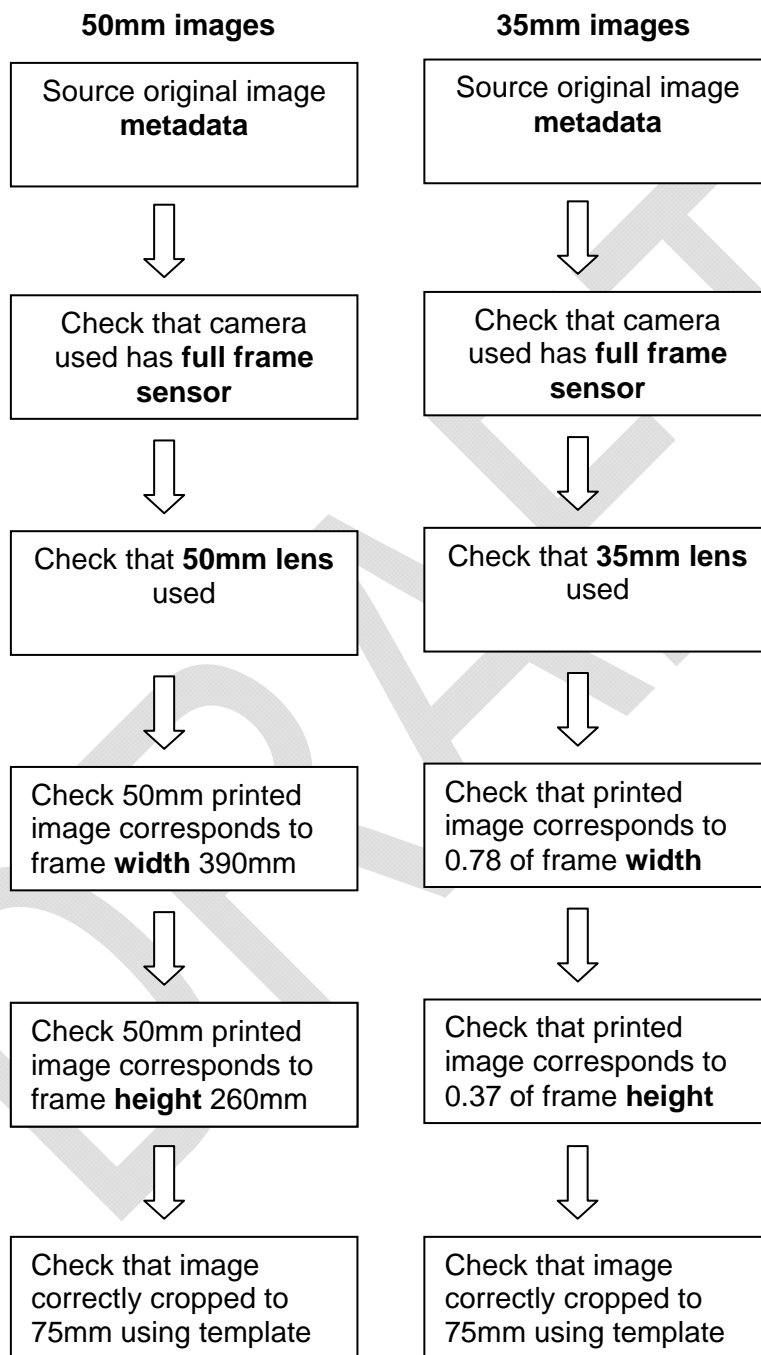 50mm images
Source original image
metadata
Check that camera
used has full frame
sensor
Check that 50mm lens
used
Check 50mm printed
image corresponds to
frame width 390mm
Check 50mm printed
image corresponds to
frame height 260mm
Check that image
correctly cropped to
75mm using template
35mm images
Source original image
metadata
Check that camera
used has full frame
sensor
Check that 35mm lens
used
Check that printed
image corresponds to
0.78 of frame width
Check that printed
image corresponds to
0.37 of frame height
Check that image
correctly cropped to
75mm using template
DRAFT